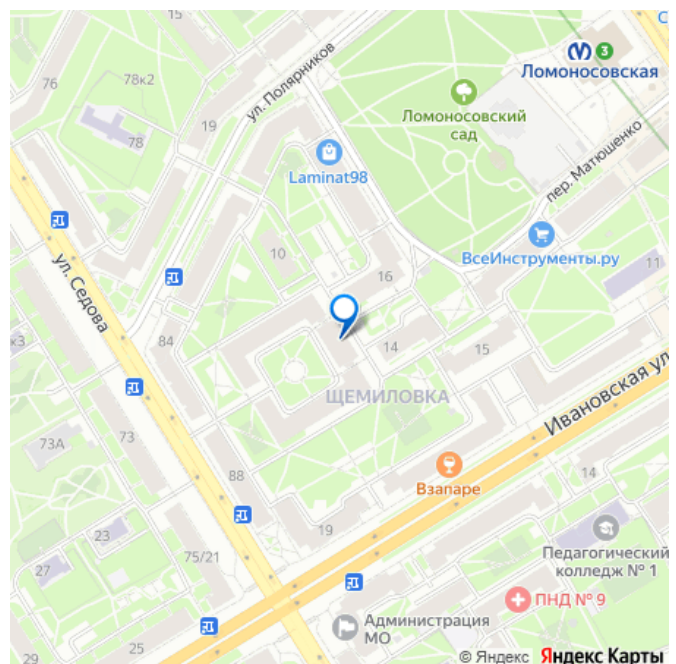 С
3
Ломоносовская
76
78к2
ул. Полярников
Ломоносовский
сад
19
78
пер. Матюшенко
Laminat98
ВсеИнструменты.ру
10
16
11
ул. Седова
84
14
15
к3
ЩЕМИЛОВКА
Ивановская ул
73
73А
88
Взапаре
14
19
23
75/21
27
Педагогический
колледж № 1
ПНД № 9
Администрация
МО
25
29
© Яндекс Яндекс Карты